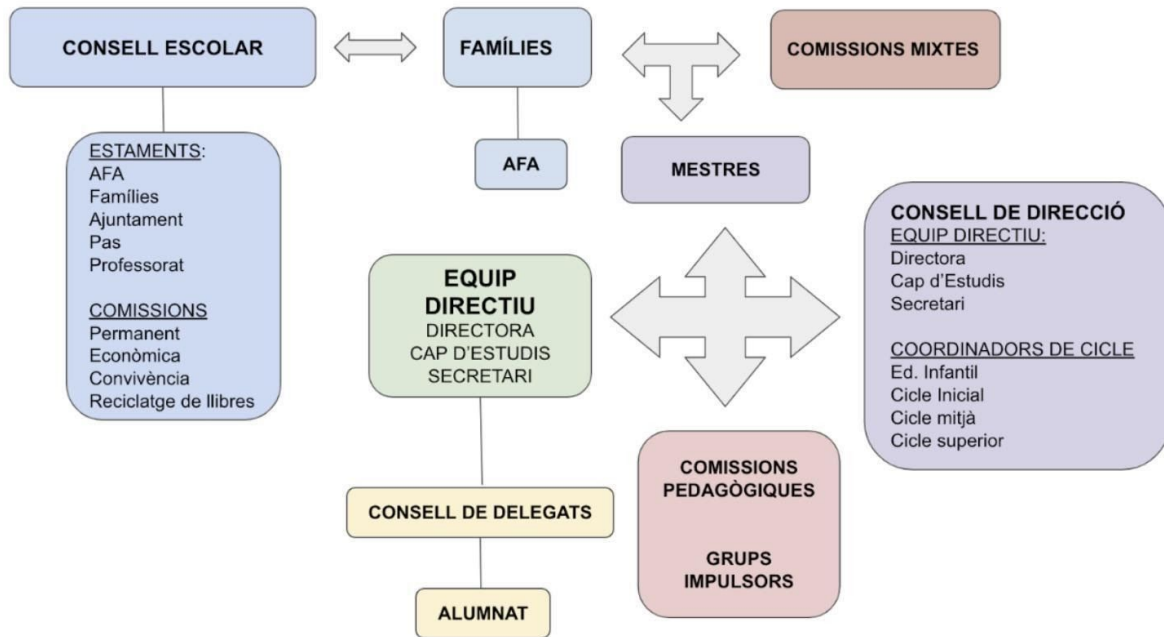 CONSELL ESCOLAR
FAMÍLIES
COMISSIONS MIXTES
ESTAMENTS:
AFA
Famílies
Ajuntament
Pas
Professorat
COMISSIONS
Permanent
Econòmica
Convivència
Reciclatge de llibres
AFA
MESTRES
EQUIP
DIRECTIU
DIRECTORA
CAP D'ESTUDIS
SECRETARI
CONSELL DE DIRECCIÓ
EQUIP DIRECTIU:
Directora
Cap d'Estudis
Secretari
COORDINADORS DE CICLE
Ed. Infantil
Cicle Inicial
Cicle mitjà
Cicle superior
COMISSIONS
PEDAGÒGIQUES
GRUPS
IMPULSORS
CONSELL DE DELEGATS
ALUMNAT